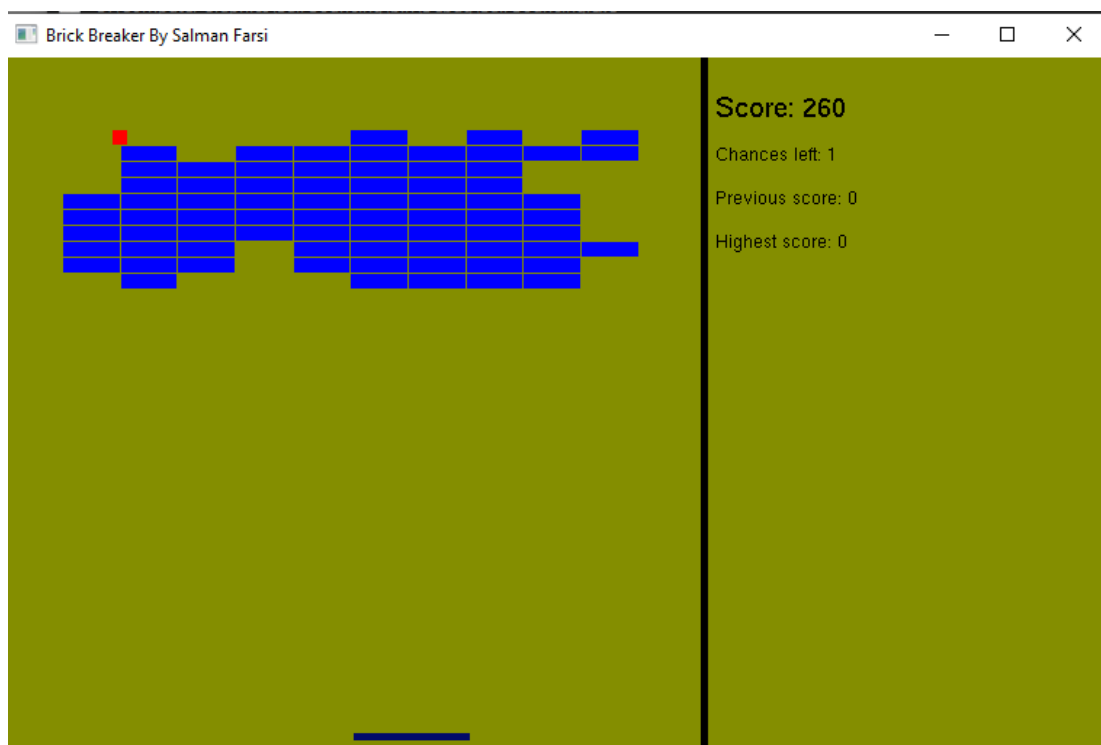 Brick Breaker By Salman Farsi
Score: 260
Chances left: 1
Previous score: 0
Highest score: 0